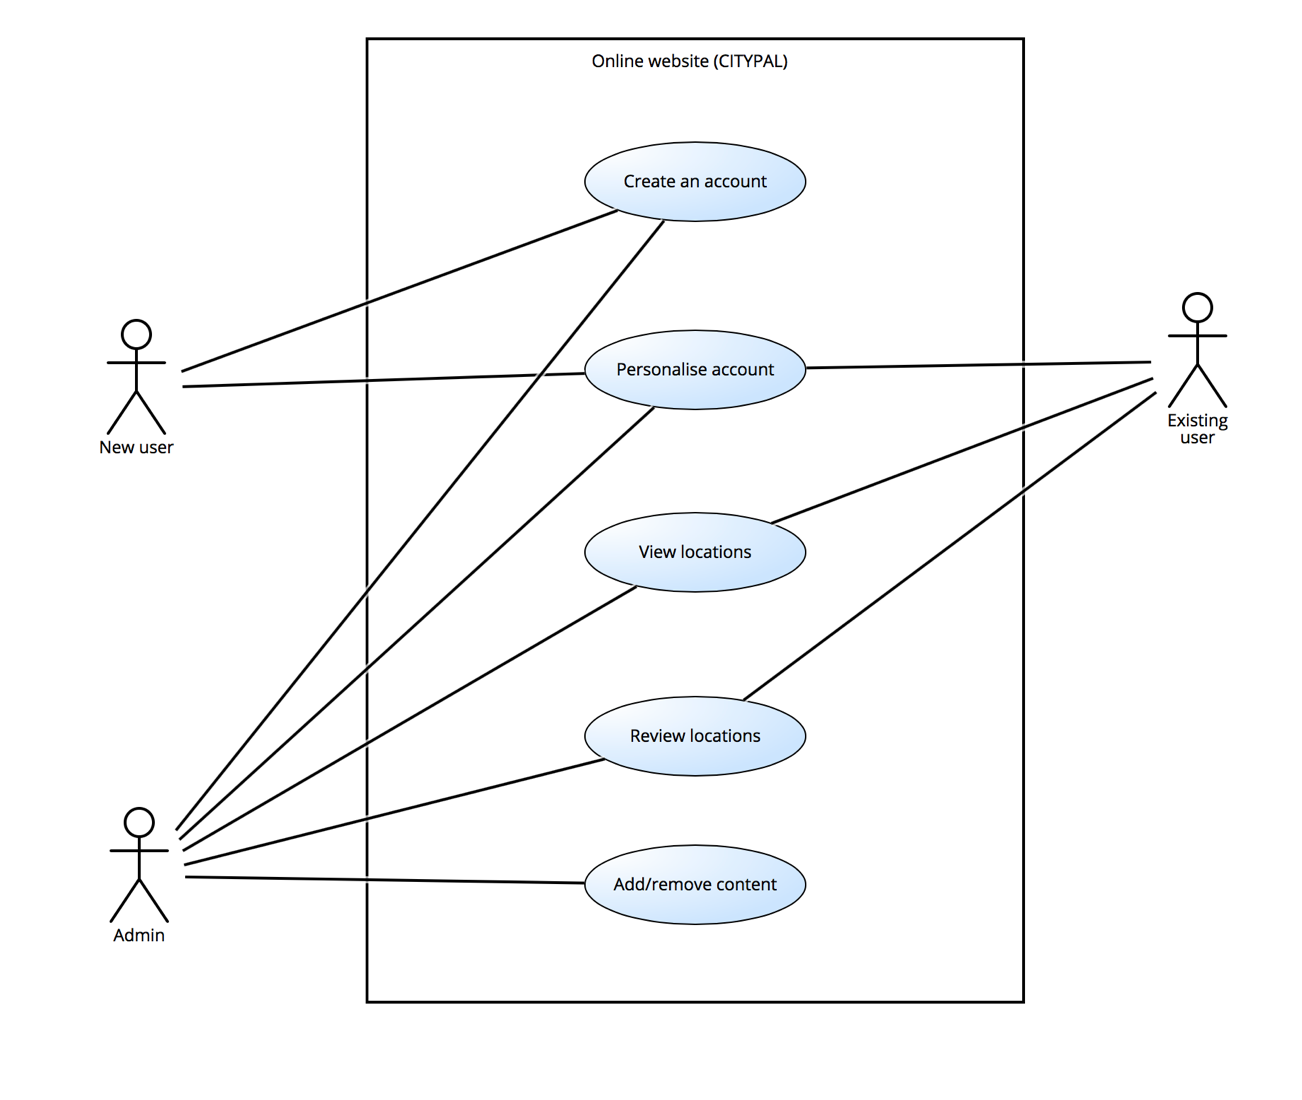 Online website (CITYPAL)
Create an account
Personalise account
Existing
user
New user
View locations
Review locations
Add/remove content
Admin